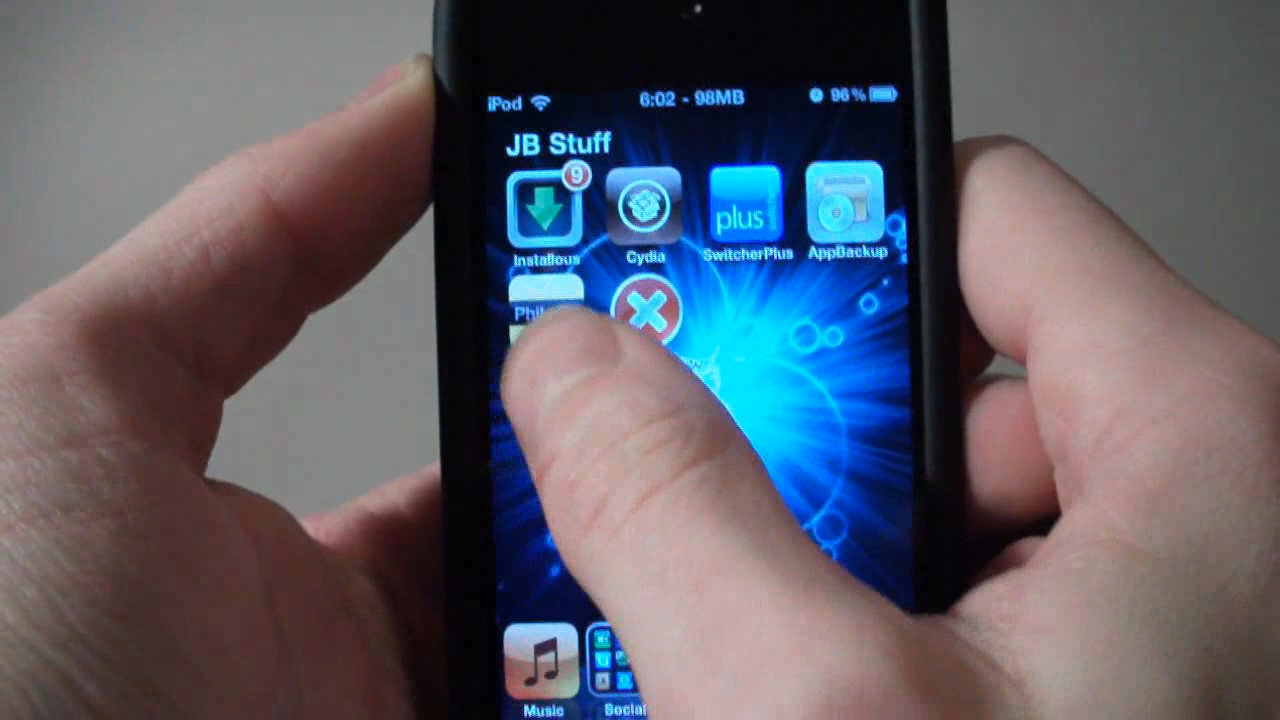 iPod 6:02 - 98MB 96%
JB Stuff
9
plus
Installous Cydia SwitcherPlus AppBackup
Music Social